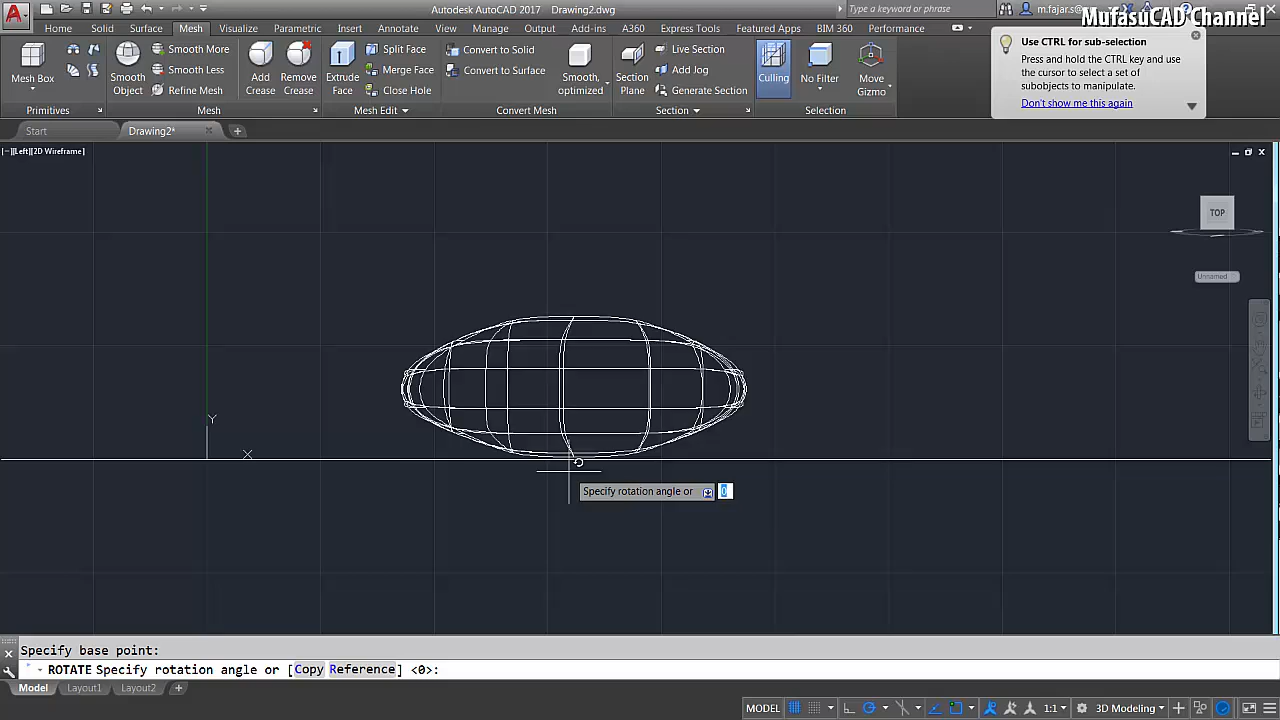 Autodesk AutoCAD 2017   Drawing2.dwg
Type a keyword or phrase
m.fajar.s@
MufasuCAD Channel
Home Solid Surface Mesh Visualize Parametric Insert Annotate View Manage Output Add-ins A360 Express Tools Featured Apps BIM 360 Performance
Mesh Box
Smooth More
Smooth Less
Refine Mesh
Smooth Object
Add Crease
Remove Crease
Extrude Face
Split Face
Merge Face
Close Hole
Convert to Solid
Convert to Surface
Smooth, optimized
Section Plane
Live Section
Add Jog
Generate Section
Culling
No Filter
Move Gizmo
Primitives Mesh Mesh Edit Convert Mesh Section Selection
Use CTRL for sub-selection
Press and hold the CTRL key and use
the cursor to select a set of
subobjects to manipulate.
Don't show me this again
Start Drawing2*
[−][Left][2D Wireframe]
TOP
Unnamed
Y
X
Specify rotation angle or 0
Specify base point:
ROTATE Specify rotation angle or [Copy Reference] <0>:
Model Layout1 Layout2
MODEL 1:1 3D Modeling